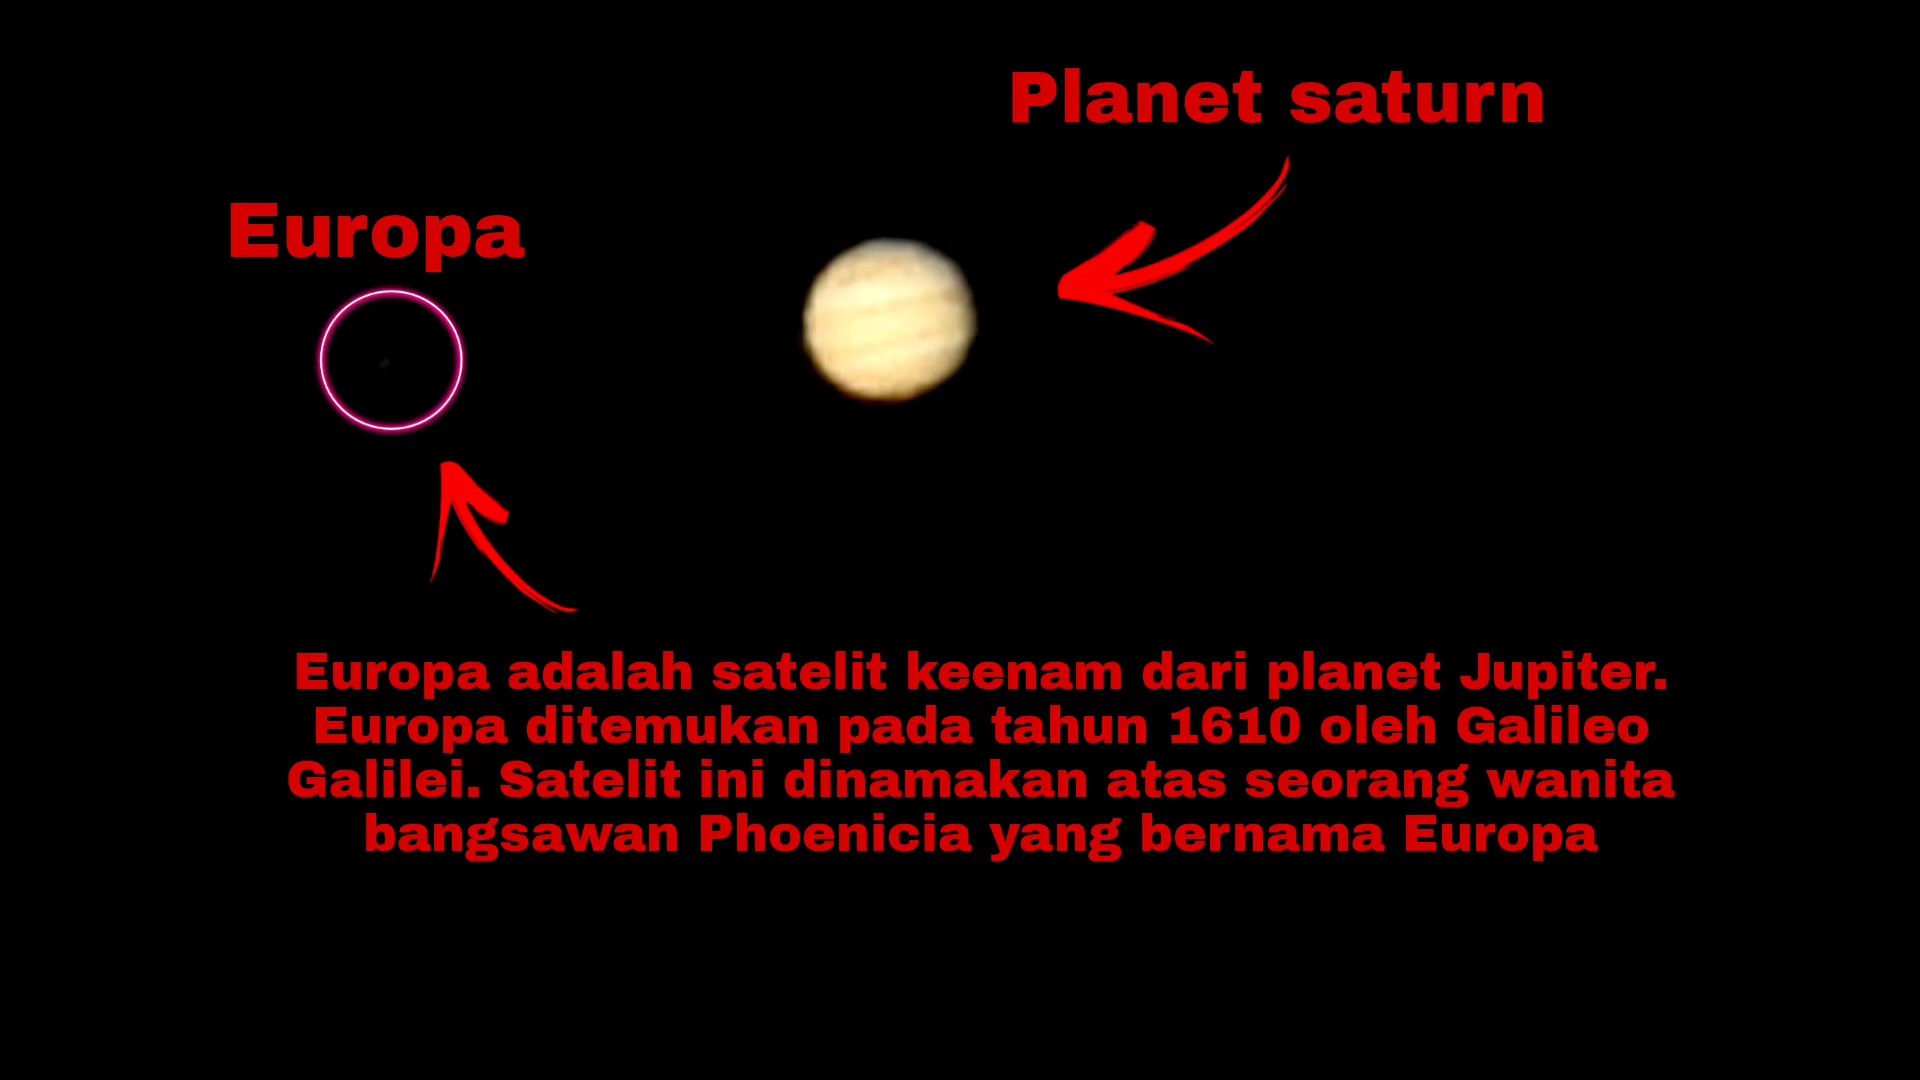 Planet saturn
Europa
Europa adalah satelit keenam dari planet Jupiter.
Europa ditemukan pada tahun 1610 oleh Galileo
Galilei. Satelit ini dinamakan atas seorang wanita
bangsawan Phoenicia yang bernama Europa